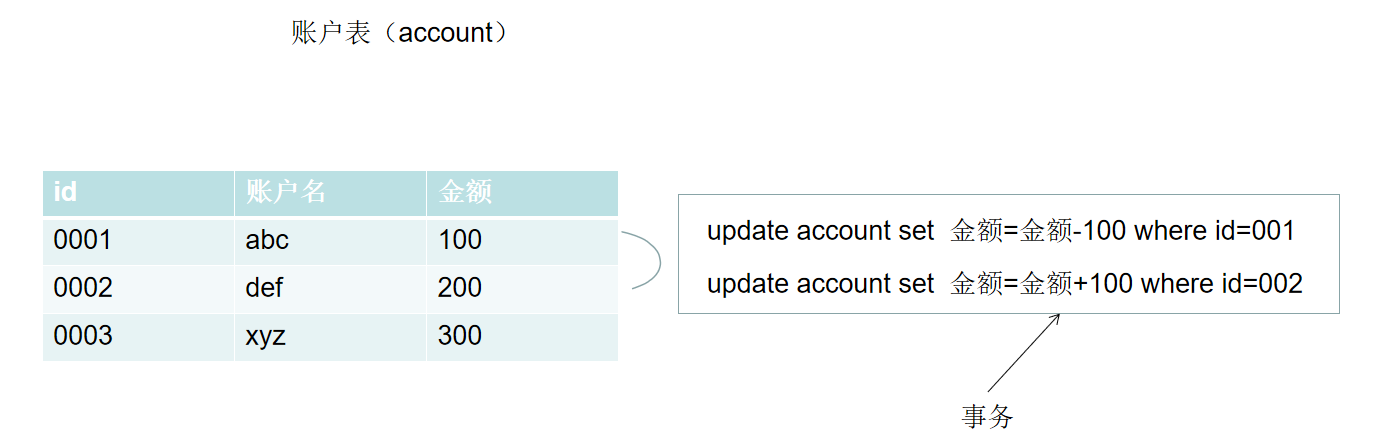 账户表（account）
id 账户名 金额
0001 abc 100
0002 def 200
0003 xyz 300
update account set 金额=金额-100 where id=001
update account set 金额=金额+100 where id=002
事务